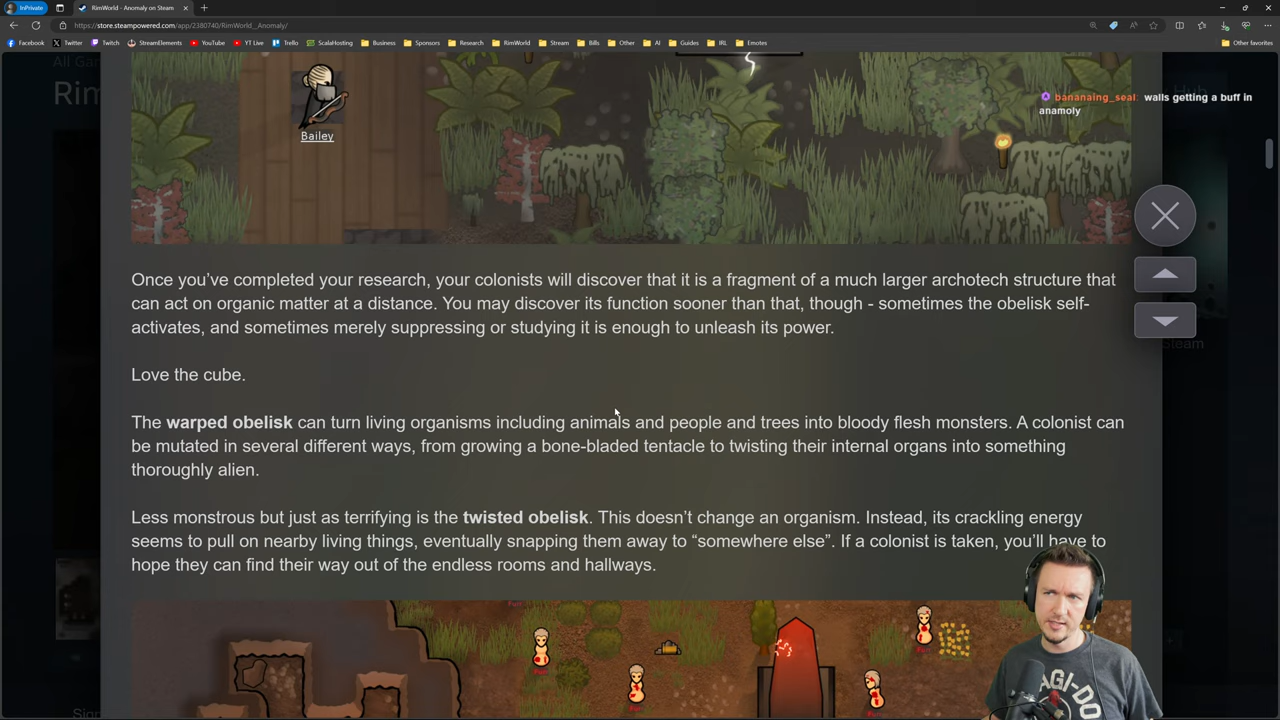 InPrivate
RimWorld - Anomaly on Steam
https://store.steampowered.com/app/2380740/RimWorld__Anomaly/
Facebook Twitter Twitch StreamElements YouTube YT Live Trello ScalaHosting Business Sponsors Research RimWorld Stream Bills Other AI Guides IRL Emotes Other favorites
All Ga
Rim
bananaing_seal: walls getting a buff in
anamoly
Bailey
Once you've completed your research, your colonists will discover that it is a fragment of a much larger archotech structure that
can act on organic matter at a distance. You may discover its function sooner than that, though - sometimes the obelisk self-
activates, and sometimes merely suppressing or studying it is enough to unleash its power.
Love the cube.
The warped obelisk can turn living organisms including animals and people and trees into bloody flesh monsters. A colonist can
be mutated in several different ways, from growing a bone-bladed tentacle to twisting their internal organs into something
thoroughly alien.
Less monstrous but just as terrifying is the twisted obelisk. This doesn't change an organism. Instead, its crackling energy
seems to pull on nearby living things, eventually snapping them away to “somewhere else”. If a colonist is taken, you'll have to
hope they can find their way out of the endless rooms and hallways.
AGI-DO